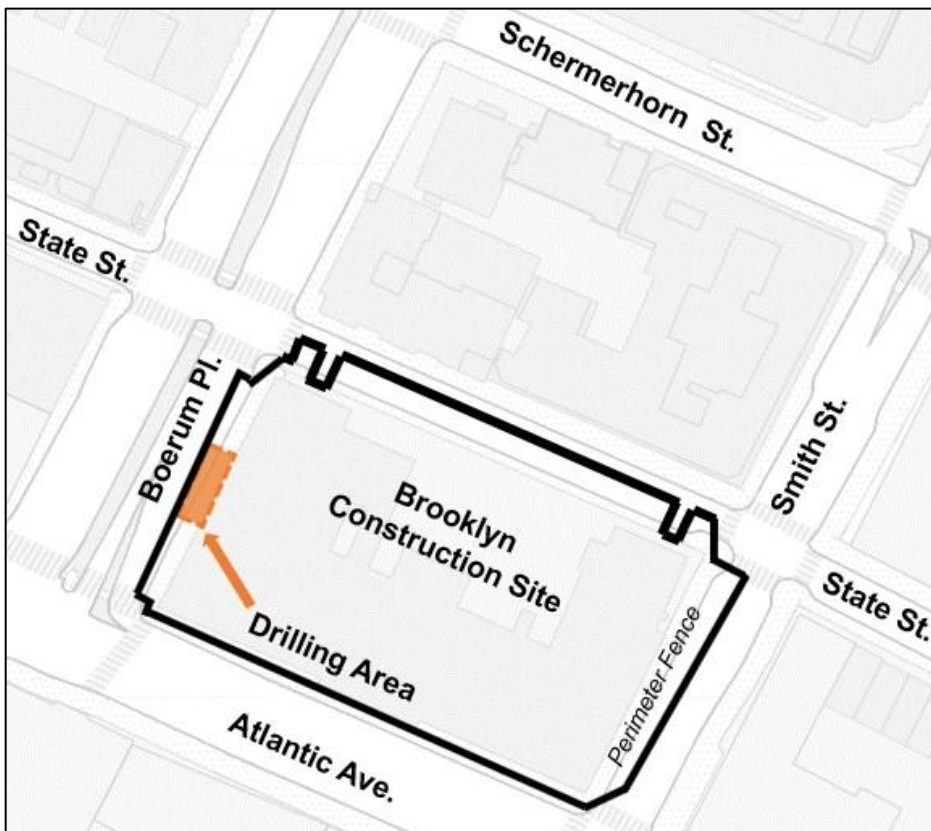 Schermerhorn St.
State St.
Boerum Pl.
Smith St.
Brooklyn
Construction Site
State St.
Drilling Area
Perimeter Fence
Atlantic Ave.